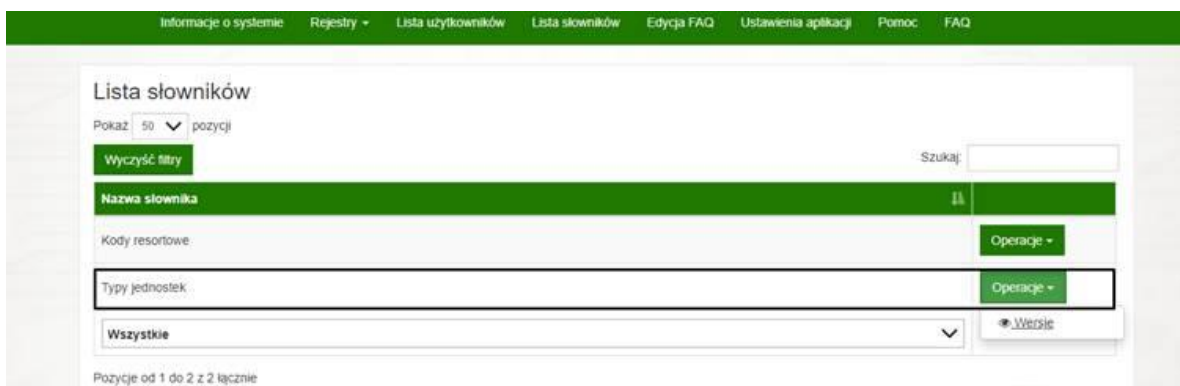 Informacje o systemie Rejestry Lista użytkowników Lista słowników Edycja FAQ Ustawienia aplikacji Pomoc FAQ
Lista słowników
Pokaż 50 pozycji
Wyczyść filtry Szukaj:
Nazwa słownika
Kody resortowe Operacje
Typy jednostek Operacje
Wersje
Wszystkie
Pozycje od 1 do 2 z 2 łącznie